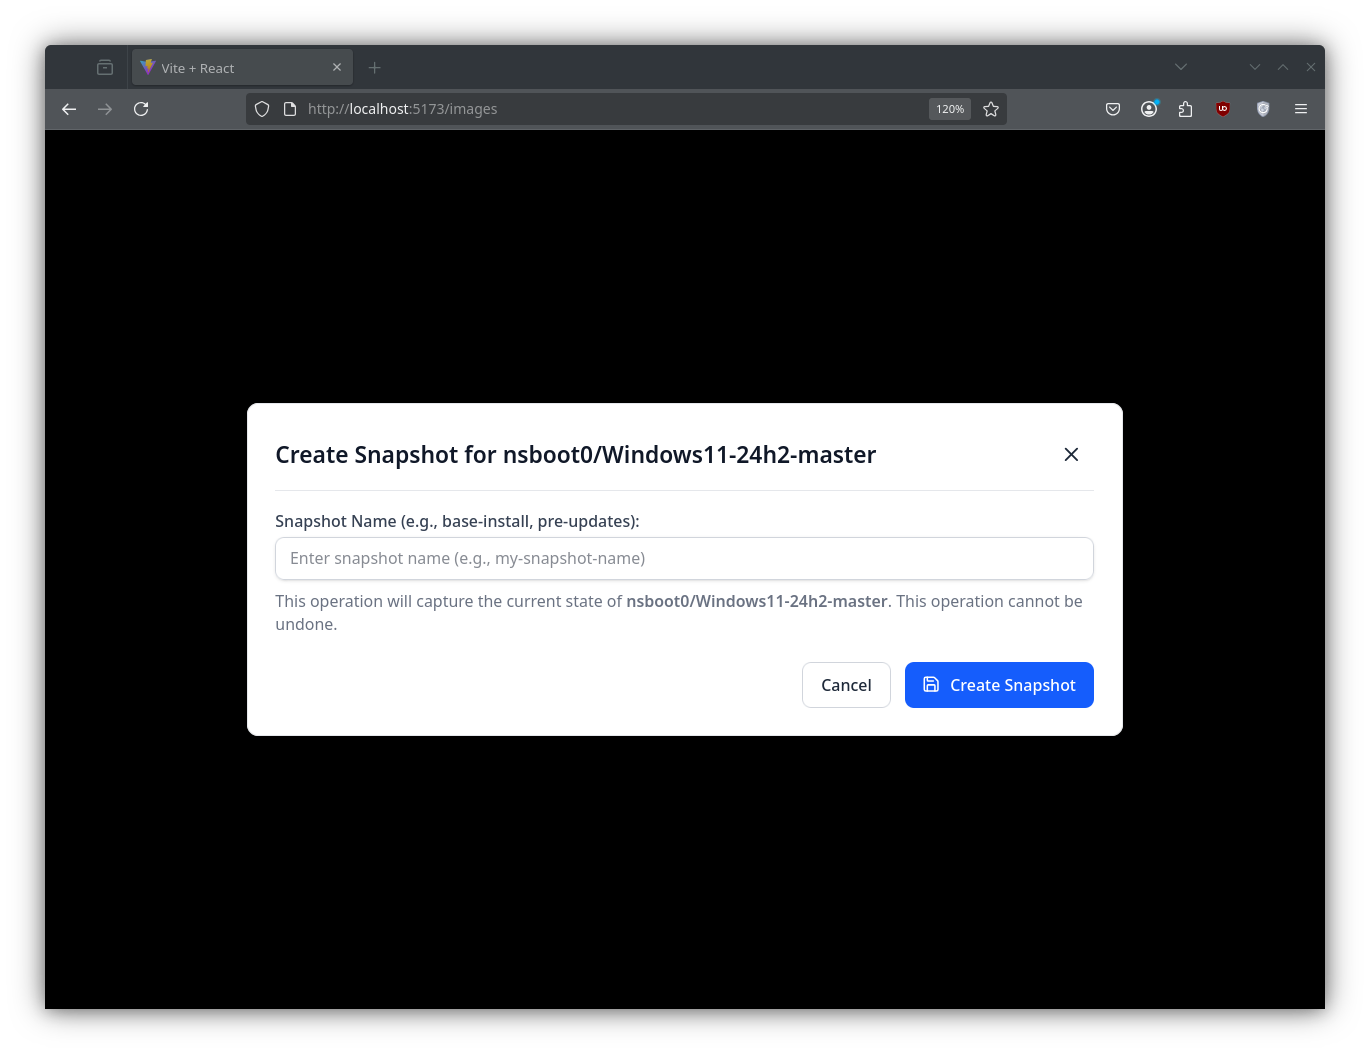 Vite + React
http://localhost:5173/images
120%
Create Snapshot for nsboot0/Windows11-24h2-master
Snapshot Name (e.g., base-install, pre-updates):
Enter snapshot name (e.g., my-snapshot-name)
This operation will capture the current state of nsboot0/Windows11-24h2-master. This operation cannot be
undone.
Cancel
Create Snapshot